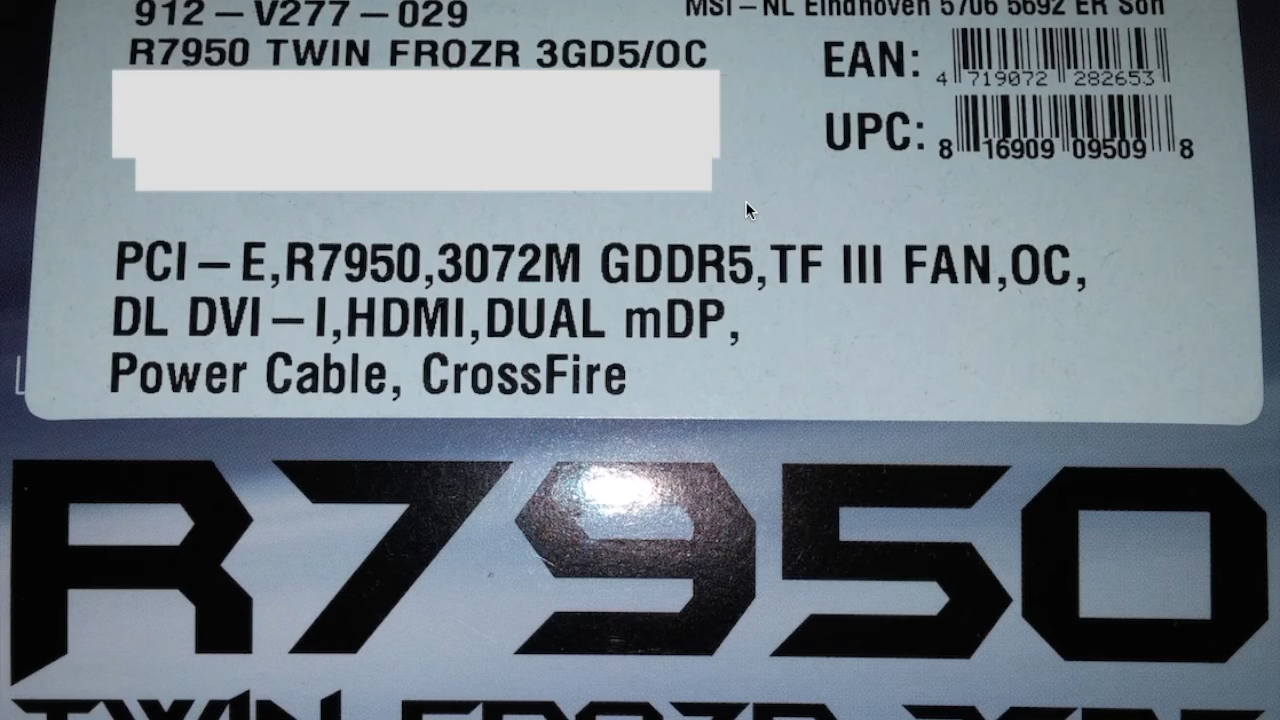 912-V277-029
MSI-NL Eindhoven 5706 5692 ER Son
R7950 TWIN FROZR 3GD5/OC
EAN:
4 719072 282653
UPC:
8 16909 09509 8
PCI-E,R7950,3072M GDDR5,TF III FAN,OC,
DL DVI-I,HDMI,DUAL mDP,
Power Cable, CrossFire
R7950
TWIN FROZR 3GD5